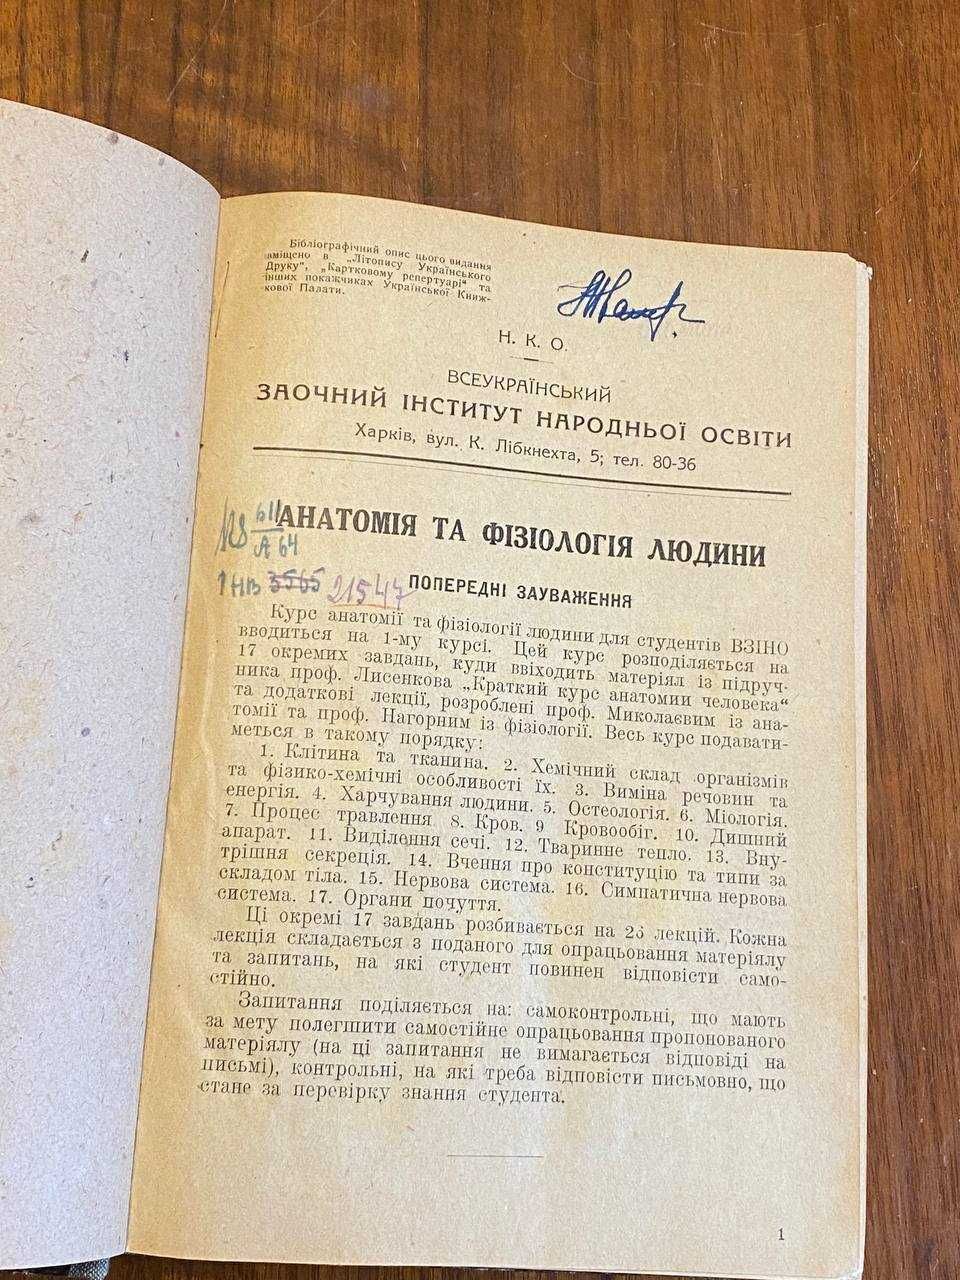 Бібліографічний опис цього видання
вміщено в „Літопису Українського
Друку“, „Картковому репертуарі“ та
інших покажчиках Української Книж-
кової Палати.
Н. К. О.
ВСЕУКРАЇНСЬКИЙ
ЗАОЧНИЙ ІНСТИТУТ НАРОДНЬОЇ ОСВІТИ
Харків, вул. К. Лібкнехта, 5; тел. 80-36
611
А 64
АНАТОМІЯ ТА ФІЗІОЛОГІЯ ЛЮДИНИ
ІНВ 3565 21547
ПОПЕРЕДНІ ЗАУВАЖЕННЯ
Курс анатомії та фізіології людини для студентів ВЗІНО
вводиться на 1-му курсі. Цей курс розподіляється на
17 окремих завдань, куди ввіходить матеріял із підруч-
ника проф. Лисенкова „Краткий курс анатомии человека“
та додаткові лекції, розроблені проф. Миколаєвим із ана-
томії та проф. Нагорним із фізіології. Весь курс подавати-
меться в такому порядку:
1. Клітина та тканина. 2. Хемічний склад організмів
та фізико-хемічні особливості їх. 3. Виміна речовин та
енергія. 4. Харчування людини. 5. Остеологія. 6. Міологія.
7. Процес травлення 8. Кров. 9 Кровообіг. 10. Дишний
апарат. 11. Виділення сечі. 12. Тваринне тепло. 13. Вну-
трішня секреція. 14. Вчення про конституцію та типи за
складом тіла. 15. Нервова система. 16. Симпатична нервова
система. 17. Органи почуття.
Ці окремі 17 завдань розбивається на 23 лекцій. Кожна
лекція складається з поданого для опрацьовання матеріялу
та запитань, на які студент повинен відповісти само-
стійно.
Запитання поділяється на: самоконтрольні, що мають
за мету полегшити самостійне опрацьовання пропонованого
матеріялу (на ці запитання не вимагається відповіді на
письмі), контрольні, на які треба відповісти письмовно, що
стане за перевірку знання студента.
1